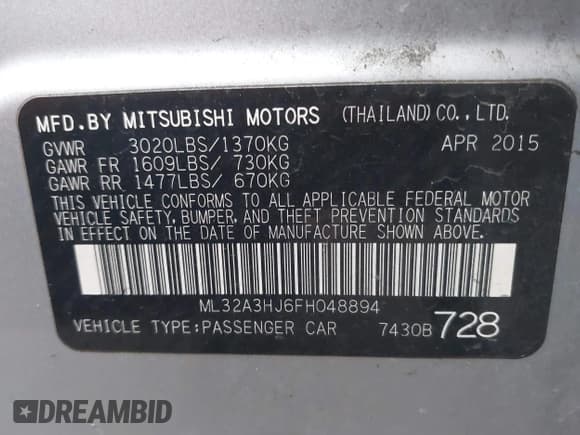 MFD.BY MITSUBISHI MOTORS (THAILAND)CO.,LTD.
GVWR 3020LBS/1370KG APR 2015
GAWR FR 1609LBS/ 730KG
GAWR RR 1477LBS/ 670KG
THIS VEHICLE CONFORMS TO ALL APPLICABLE FEDERAL MOTOR
VEHICLE SAFETY, BUMPER, AND THEFT PREVENTION STANDARDS
IN EFFECT ON THE DATE OF MANUFACTURE SHOWN ABOVE.
ML32A3HJ6FH048894
VEHICLE TYPE:PASSENGER CAR 7430B 728
DREAMBID